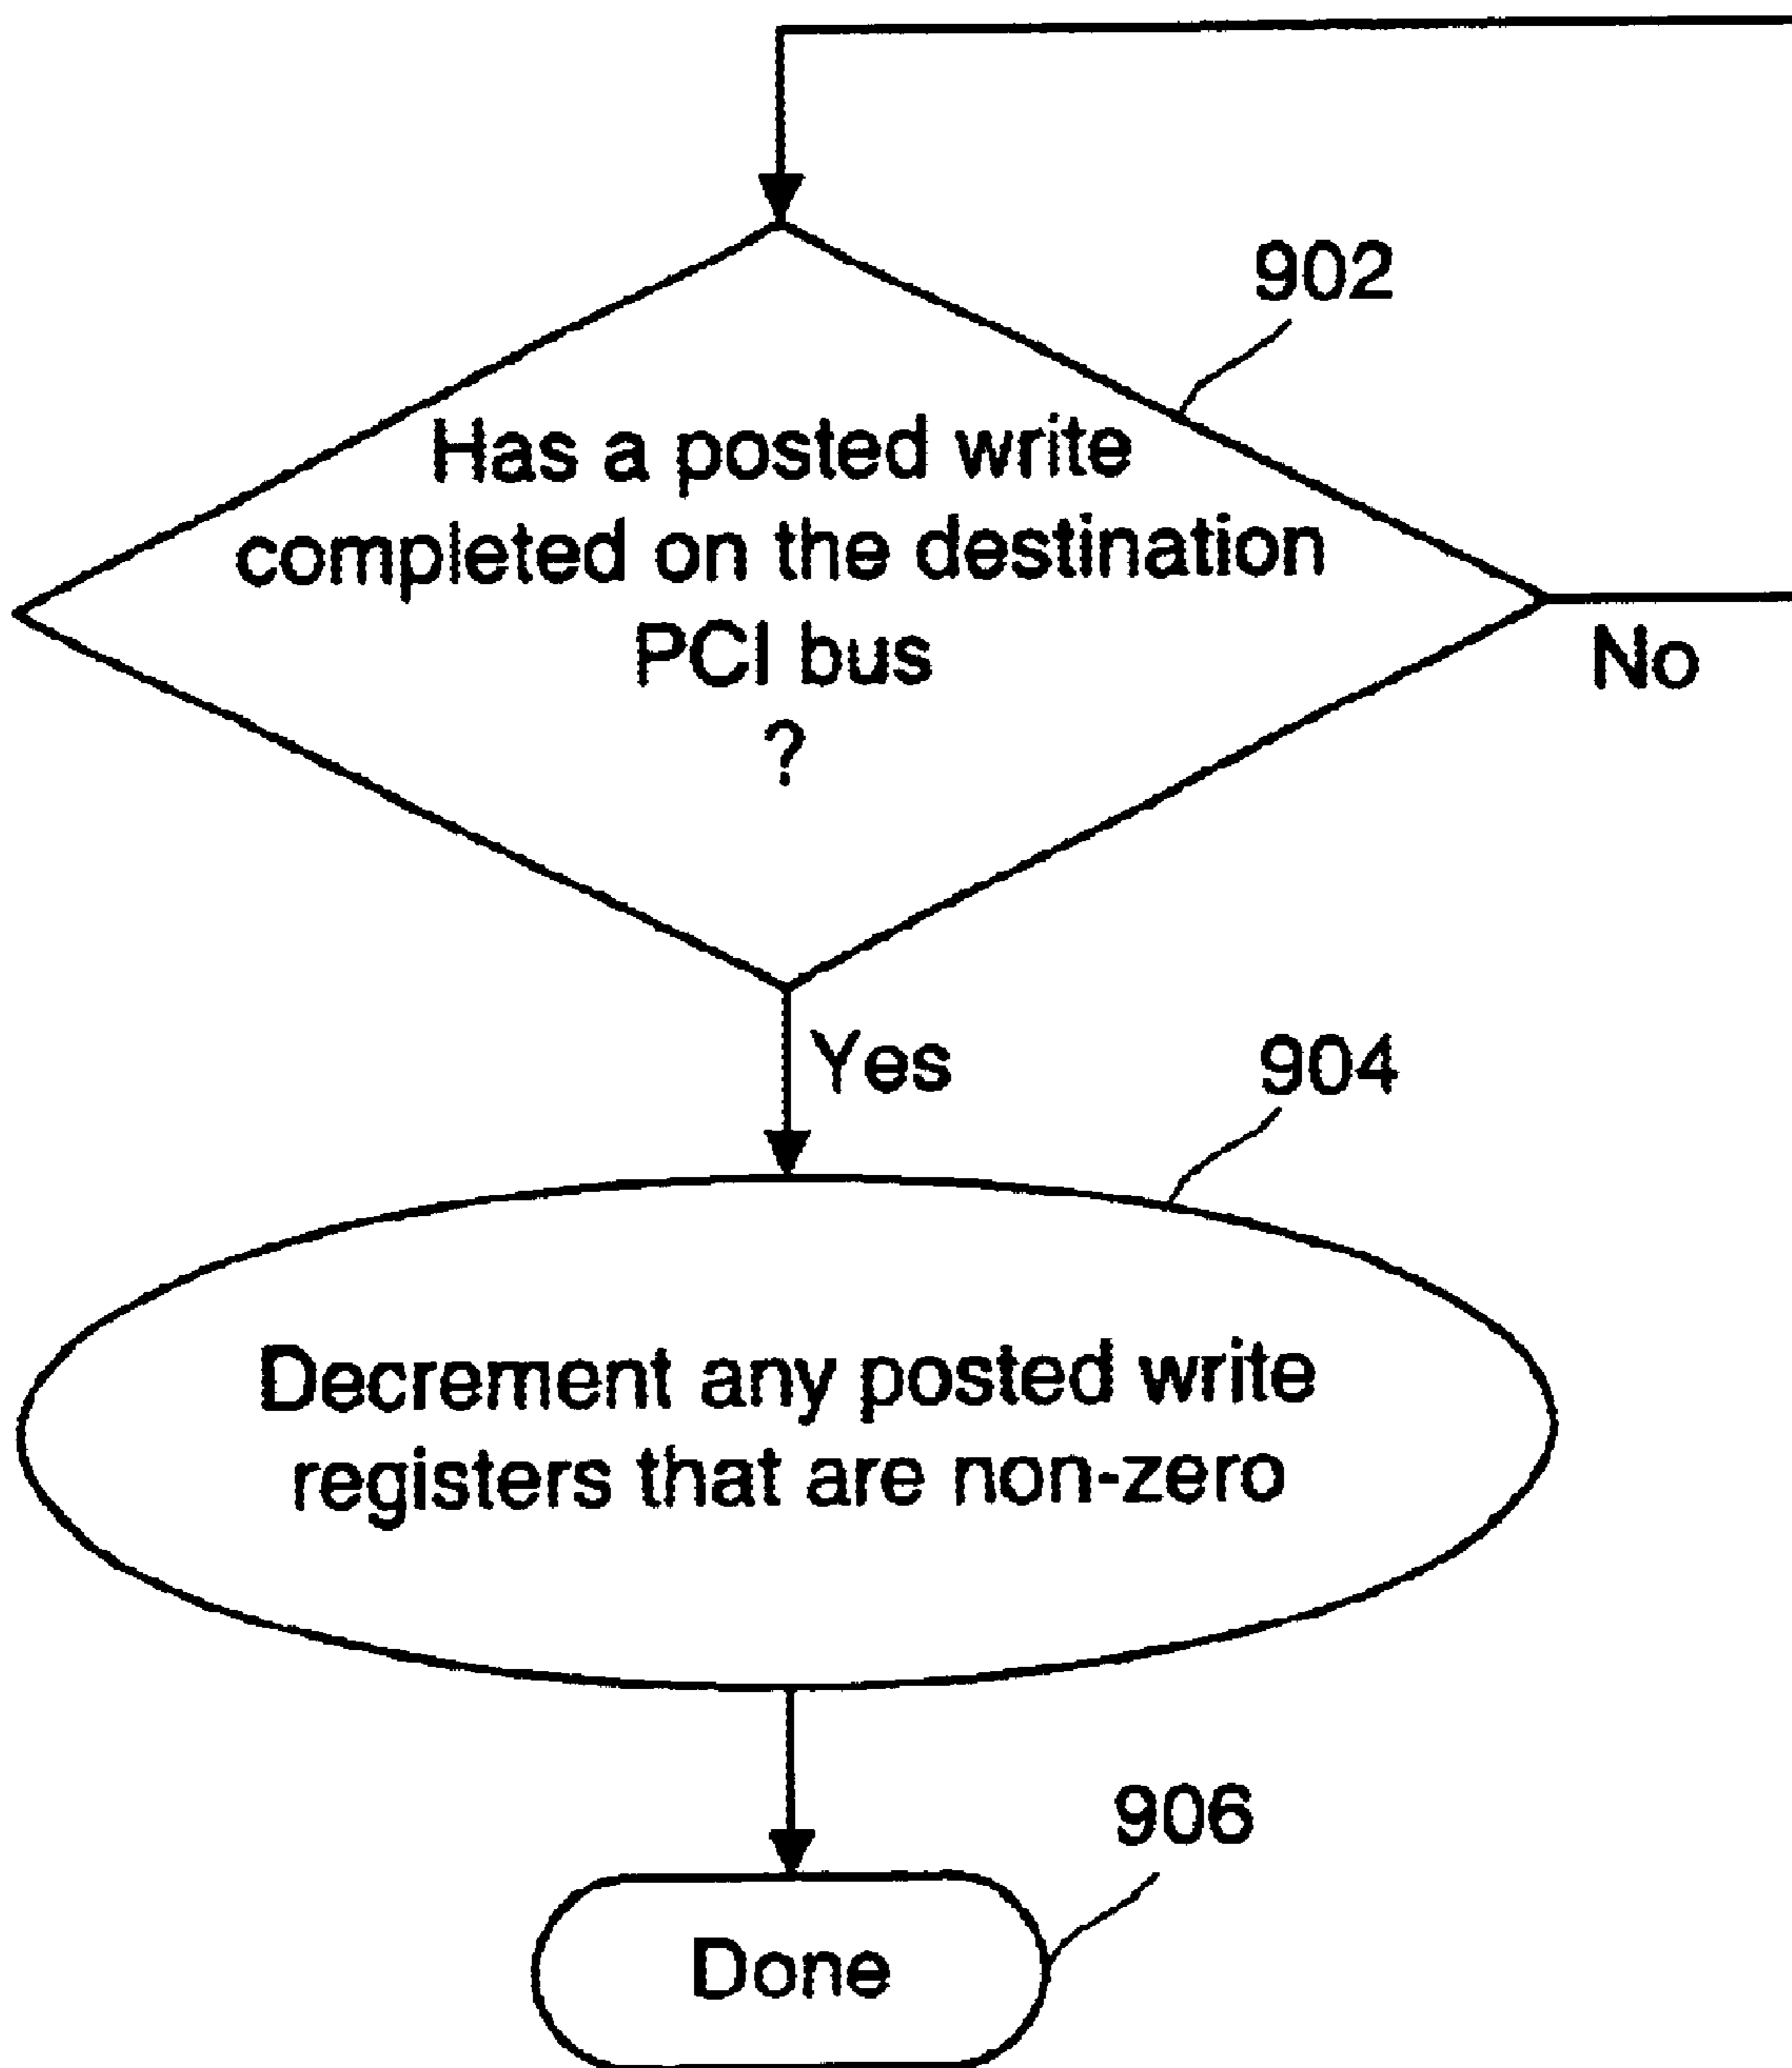 902
Has a posted write
completed on the destination
PCI bus
?
No
Yes
904
Decrement any posted write
registers that are non-zero
906
Done